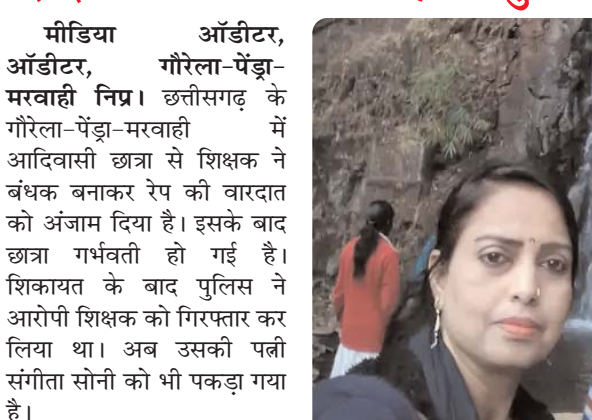 मीडिया ऑडीटर,
ऑडीटर, गौरेला-पेंड्रा-
मरवाही निप्र। छत्तीसगढ़ के
गौरेला-पेंड्रा-मरवाही में
आदिवासी छात्रा से शिक्षक ने
बंधक बनाकर रेप की वारदात
को अंजाम दिया है। इसके बाद
छात्रा गर्भवती हो गई है।
शिकायत के बाद पुलिस ने
आरोपी शिक्षक को गिरफ्तार कर
लिया था। अब उसकी पत्नी
संगीता सोनी को भी पकड़ा गया
है।